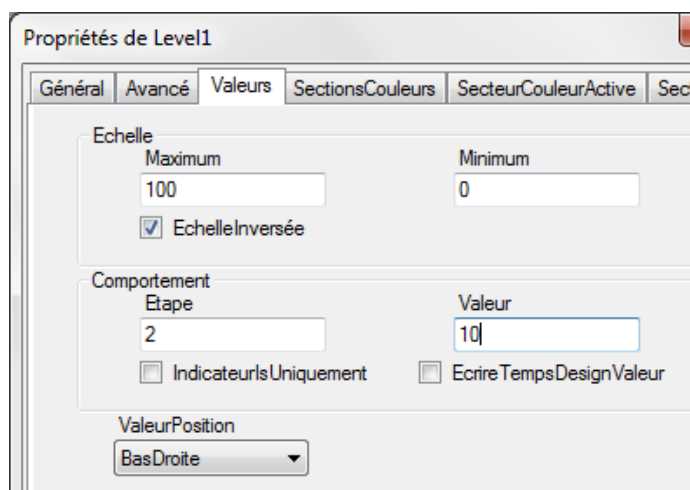 Propriétés de Level1
Général Avancé Valeurs SectionsCouleurs SecteurCouleurActive Sect
Echelle
Maximum Minimum
100 0
EchelleInversée
Comportement
Etape Valeur
2 10
IndicateurIsUniquement EcrireTempsDesignValeur
ValeurPosition
BasDroite